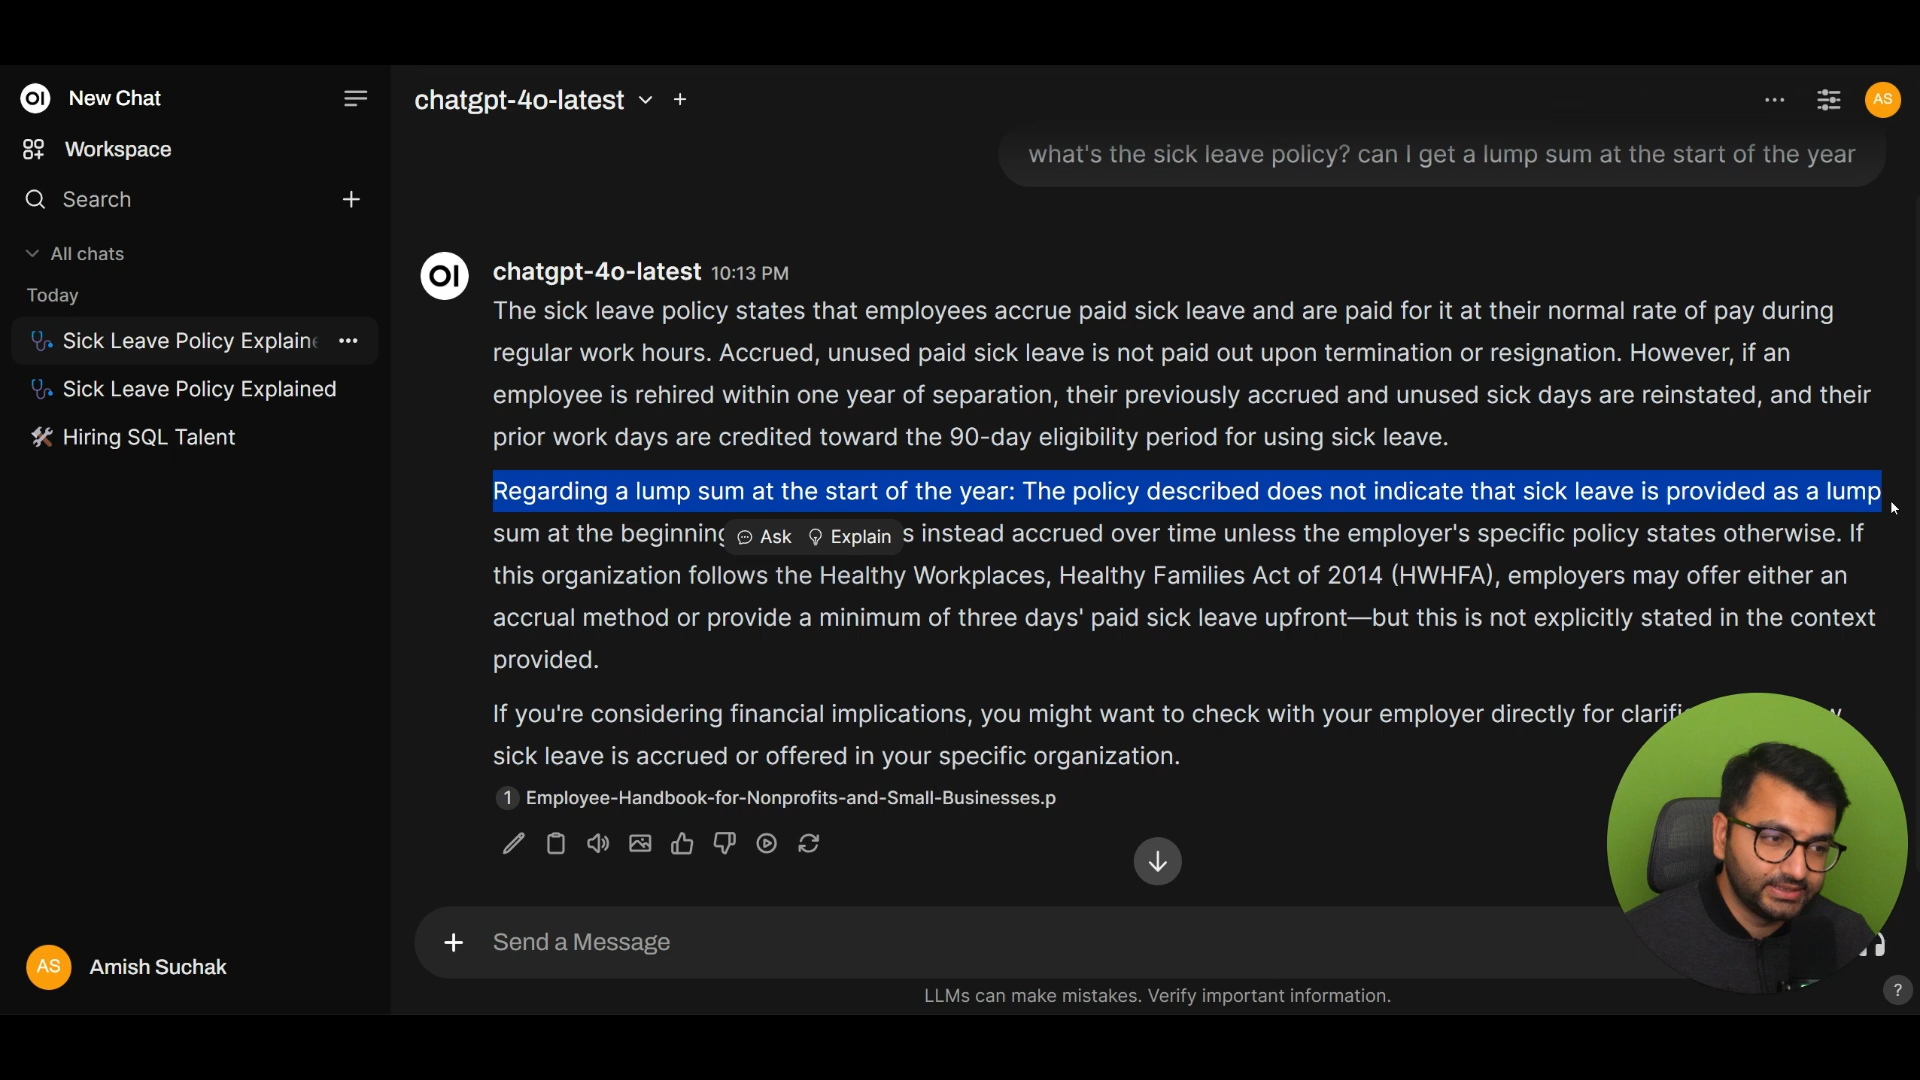 OI New Chat
Workspace
Search
All chats
Today
Sick Leave Policy Explaine
Sick Leave Policy Explained
Hiring SQL Talent
AS Amish Suchak
chatgpt-4o-latest
AS
what's the sick leave policy? can I get a lump sum at the start of the year
OI
chatgpt-4o-latest 10:13 PM
The sick leave policy states that employees accrue paid sick leave and are paid for it at their normal rate of pay during
regular work hours. Accrued, unused paid sick leave is not paid out upon termination or resignation. However, if an
employee is rehired within one year of separation, their previously accrued and unused sick days are reinstated, and their
prior work days are credited toward the 90-day eligibility period for using sick leave.
Regarding a lump sum at the start of the year: The policy described does not indicate that sick leave is provided as a lump
sum at the beginning Ask Explain s instead accrued over time unless the employer's specific policy states otherwise. If
this organization follows the Healthy Workplaces, Healthy Families Act of 2014 (HWHFA), employers may offer either an
accrual method or provide a minimum of three days' paid sick leave upfront—but this is not explicitly stated in the context
provided.
If you're considering financial implications, you might want to check with your employer directly for clarifi
sick leave is accrued or offered in your specific organization.
1 Employee-Handbook-for-Nonprofits-and-Small-Businesses.p
Send a Message
LLMs can make mistakes. Verify important information.
?